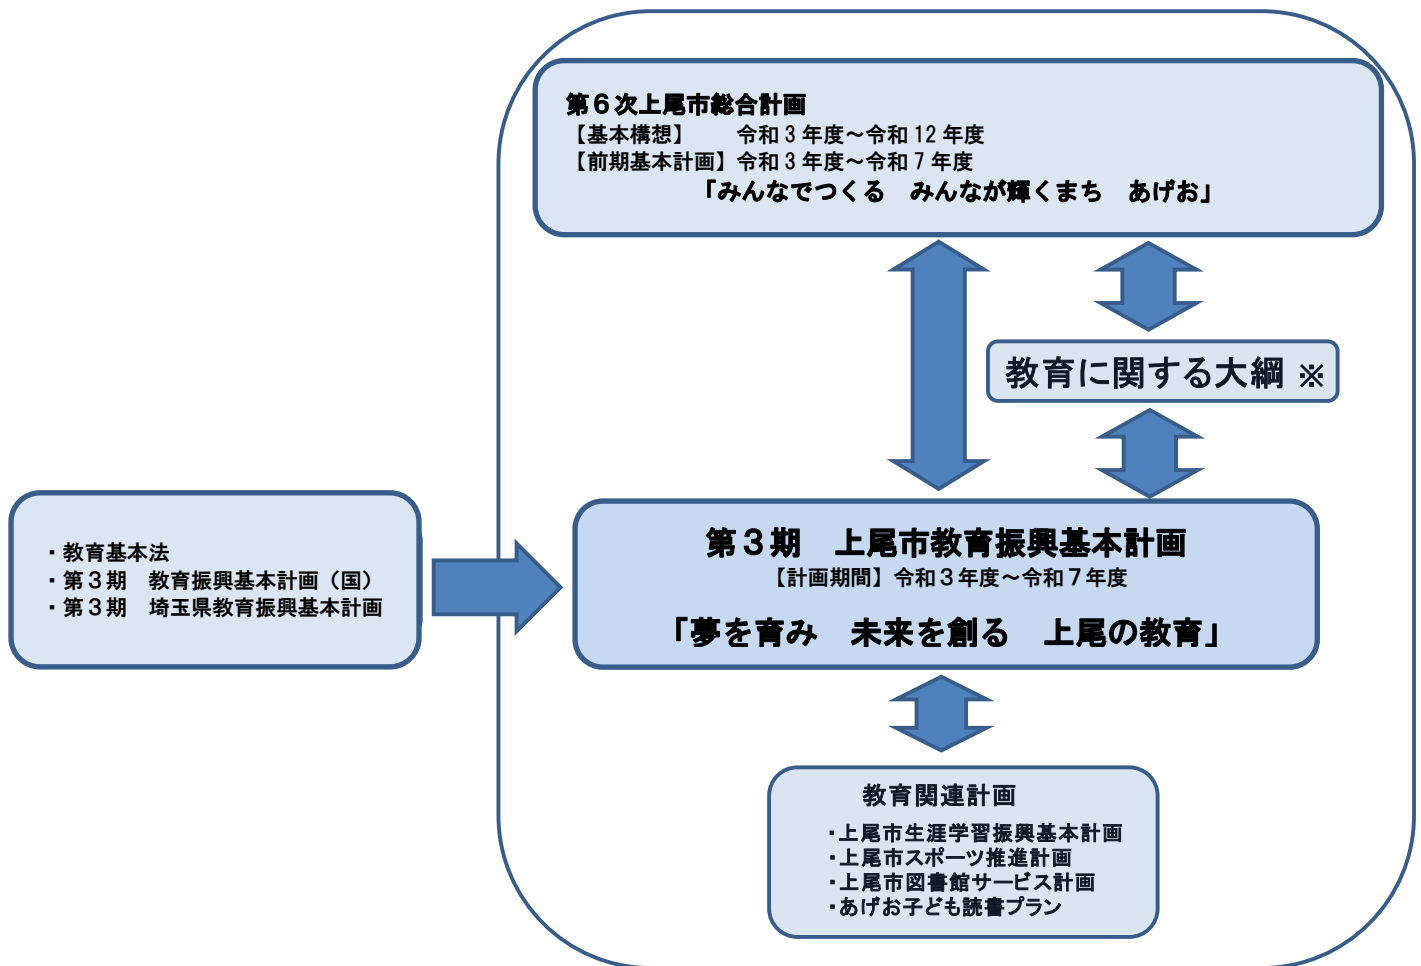 第６次上尾市総合計画
【基本構想】　　令和３年度～令和12年度
【前期基本計画】令和３年度～令和７年度
「みんなでつくる　みんなが輝くまち　あげお」
教育に関する大綱 ※
・教育基本法
・第３期　教育振興基本計画（国）
・第３期　埼玉県教育振興基本計画
第３期　上尾市教育振興基本計画
【計画期間】令和３年度～令和７年度
「夢を育み　未来を創る　上尾の教育」
教育関連計画
・上尾市生涯学習振興基本計画
・上尾市スポーツ推進計画
・上尾市図書館サービス計画
・あげお子ども読書プラン